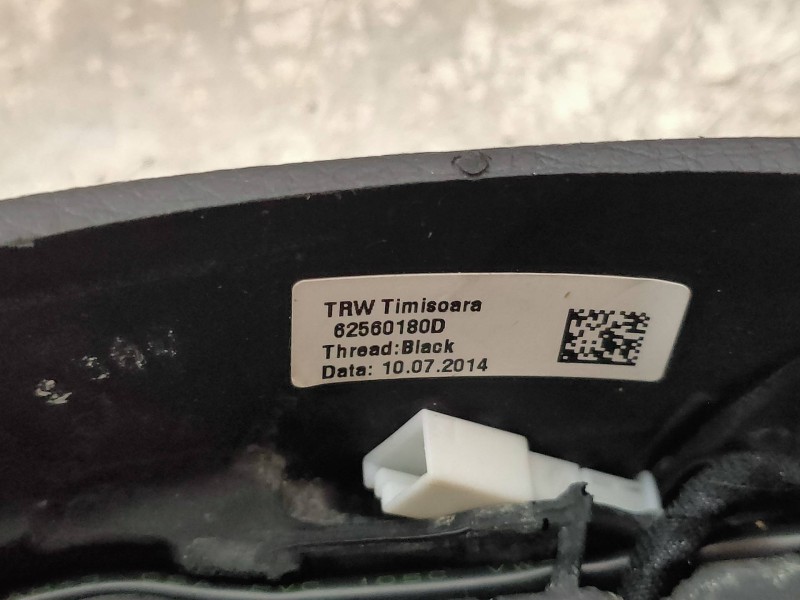 TRW Timisoara
62560180D
Thread:Black
Data: 10.07.2014